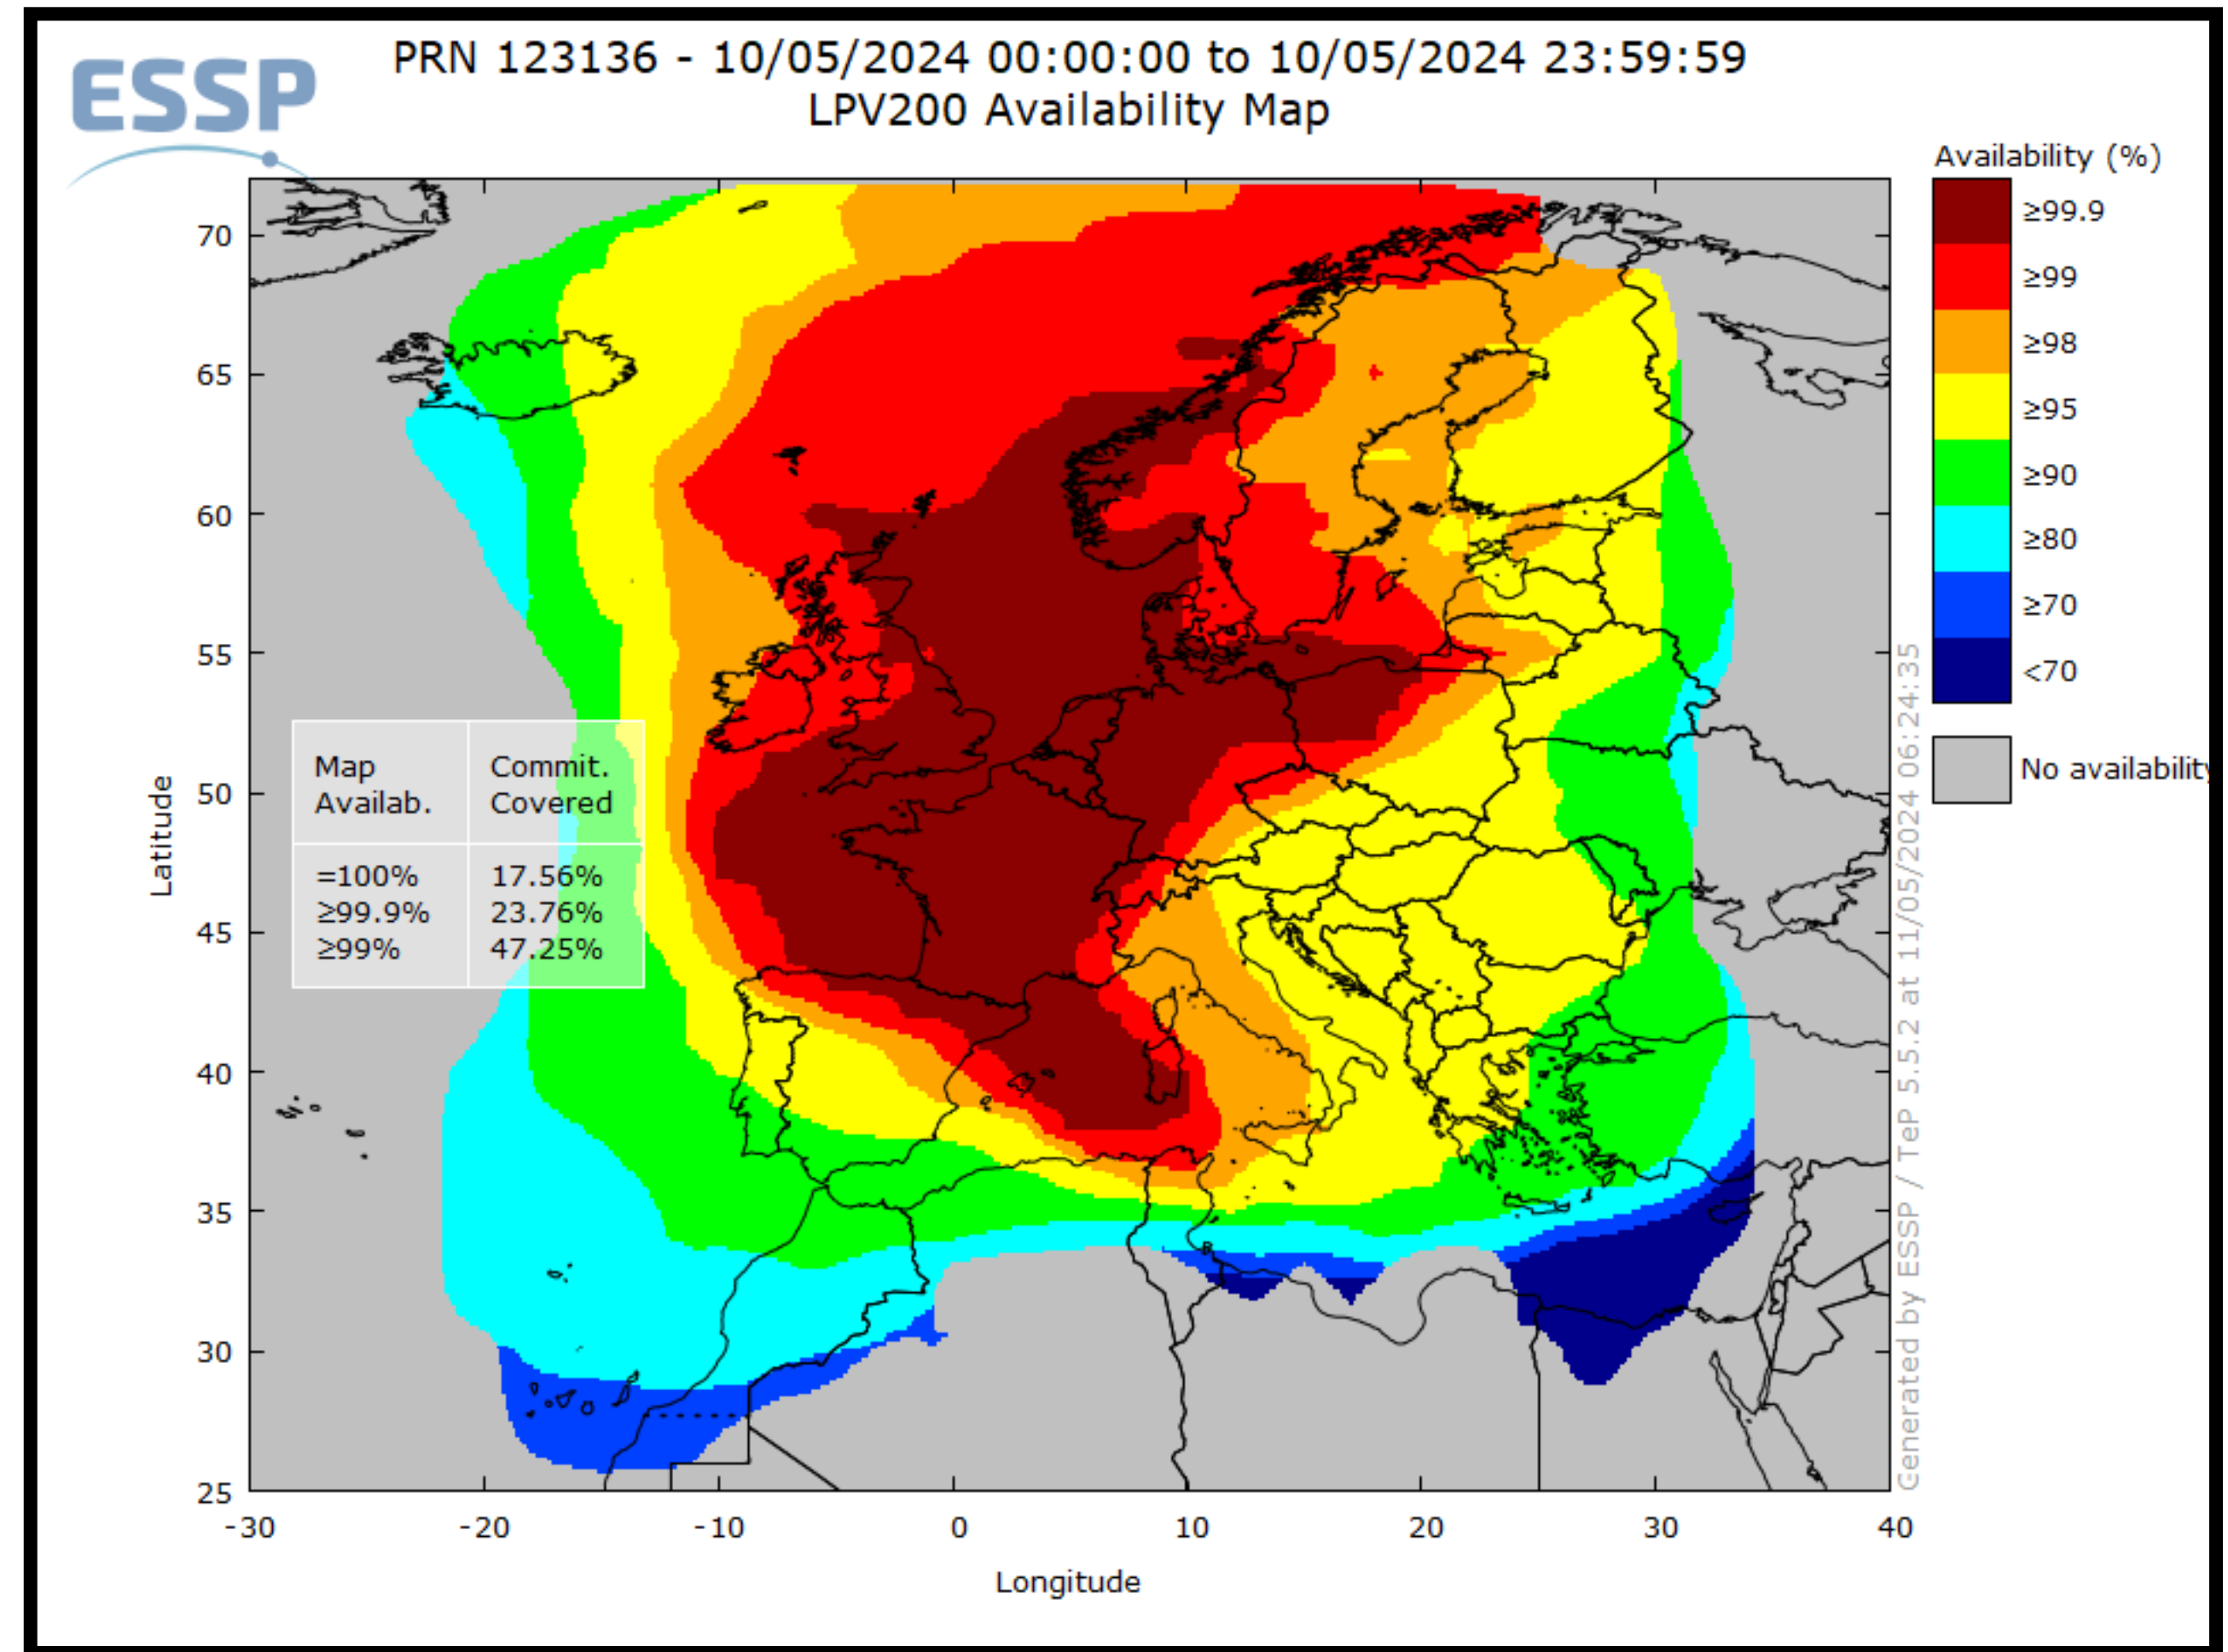 ESSP
PRN 123136 - 10/05/2024 00:00:00 to 10/05/2024 23:59:59
LPV200 Availability Map
Availability (%)
≥99.9
≥99
≥98
≥95
≥90
≥80
≥70
<70
No availability
70
65
60
55
50
45
40
35
30
25
Latitude
Map Availab.
Commit. Covered
=100% 17.56%
≥99.9% 23.76%
≥99% 47.25%
-30 -20 -10 0 10 20 30 40
Longitude
Generated by ESSP / TeP 5.5.2 at 11/05/2024 06:24:35